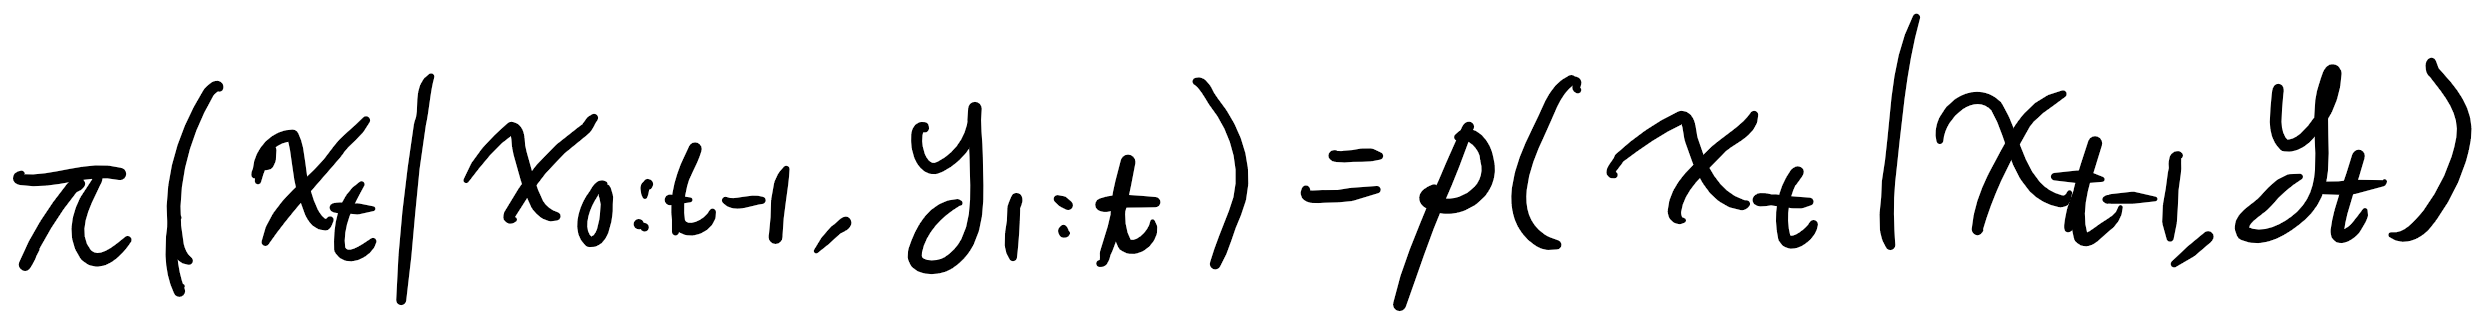 π(x_t|x_{0:t-1}, y_{1:t}) = p(x_t|x_{t-1}, y_t)